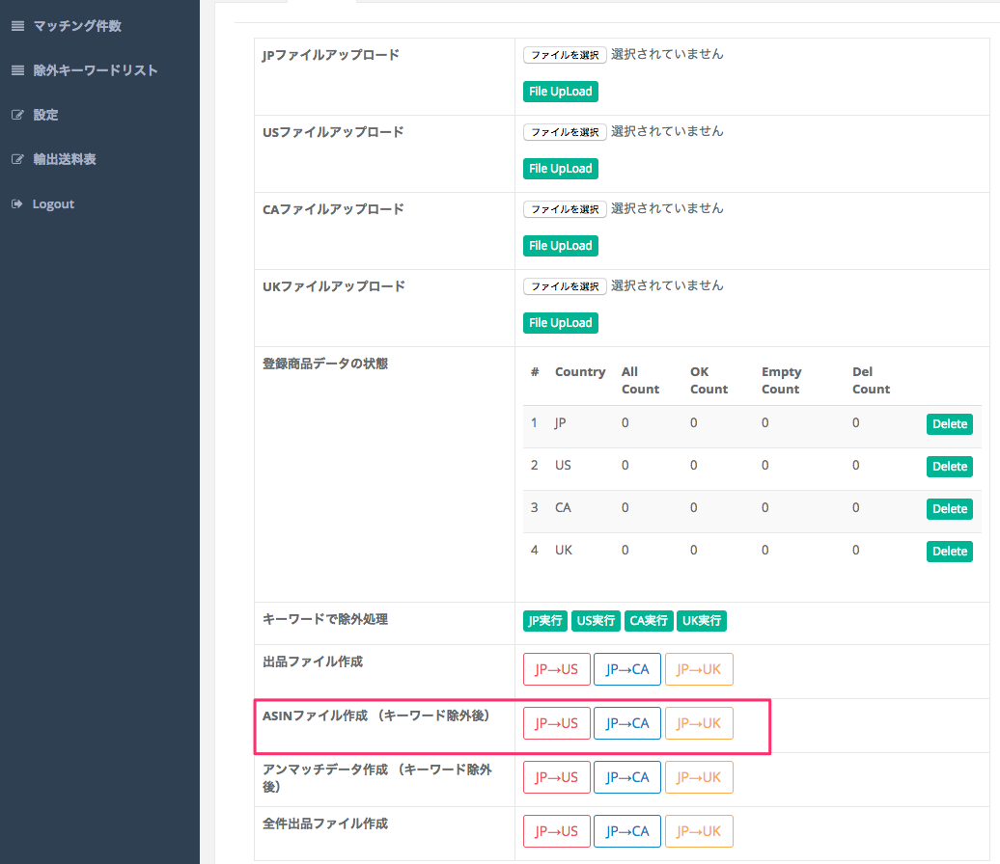 マッチング件数
除外キーワードリスト
設定
輸出送料表
Logout
JPファイルアップロード
ファイルを選択 選択されていません
File UpLoad
USファイルアップロード
ファイルを選択 選択されていません
File UpLoad
CAファイルアップロード
ファイルを選択 選択されていません
File UpLoad
UKファイルアップロード
ファイルを選択 選択されていません
File UpLoad
登録商品データの状態
# Country All Count OK Count Empty Count Del Count
1 JP 0 0 0 0 Delete
2 US 0 0 0 0 Delete
3 CA 0 0 0 0 Delete
4 UK 0 0 0 0 Delete
キーワードで除外処理
JP実行 US実行 CA実行 UK実行
出品ファイル作成
JP→US JP→CA JP→UK
ASINファイル作成 （キーワード除外後）
JP→US JP→CA JP→UK
アンマッチデータ作成 （キーワード除外
後）
JP→US JP→CA JP→UK
全件出品ファイル作成
JP→US JP→CA JP→UK